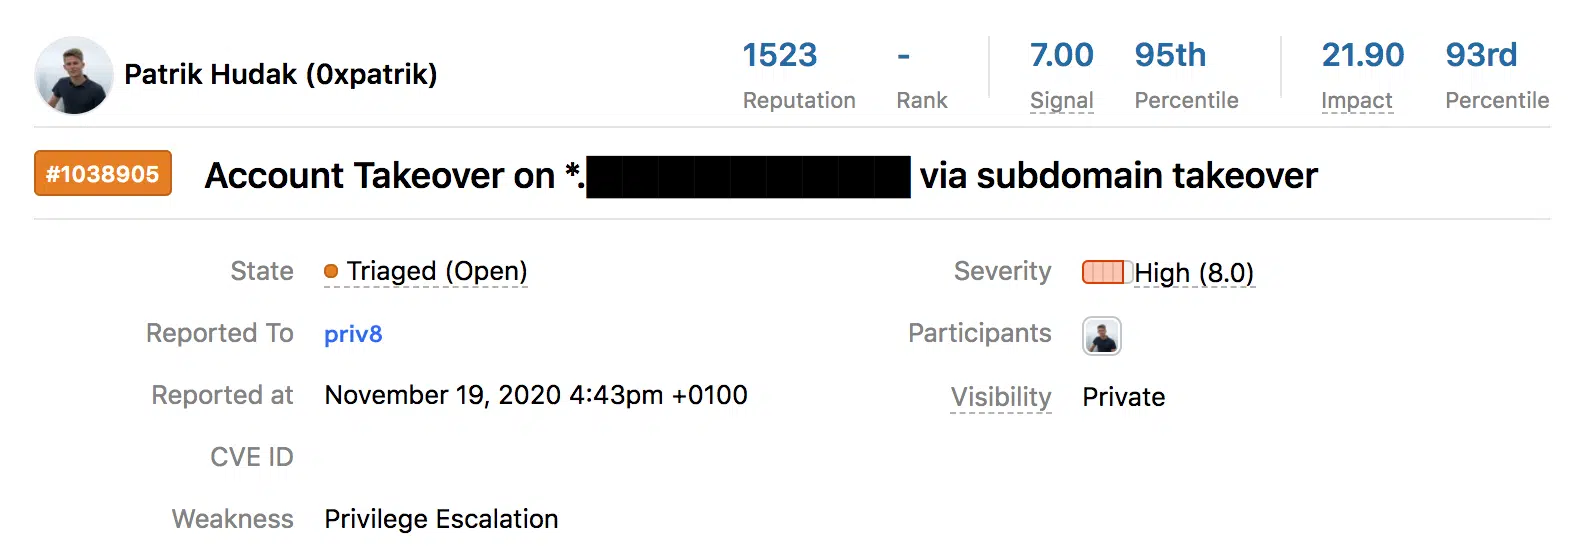 Patrik Hudak (0xpatrik)
1523 - 7.00 95th 21.90 93rd
Reputation Rank Signal Percentile Impact Percentile
#1038905 Account Takeover on *. via subdomain takeover
State Triaged (Open) Severity High (8.0)
Reported To priv8 Participants
Reported at November 19, 2020 4:43pm +0100 Visibility Private
CVE ID
Weakness Privilege Escalation